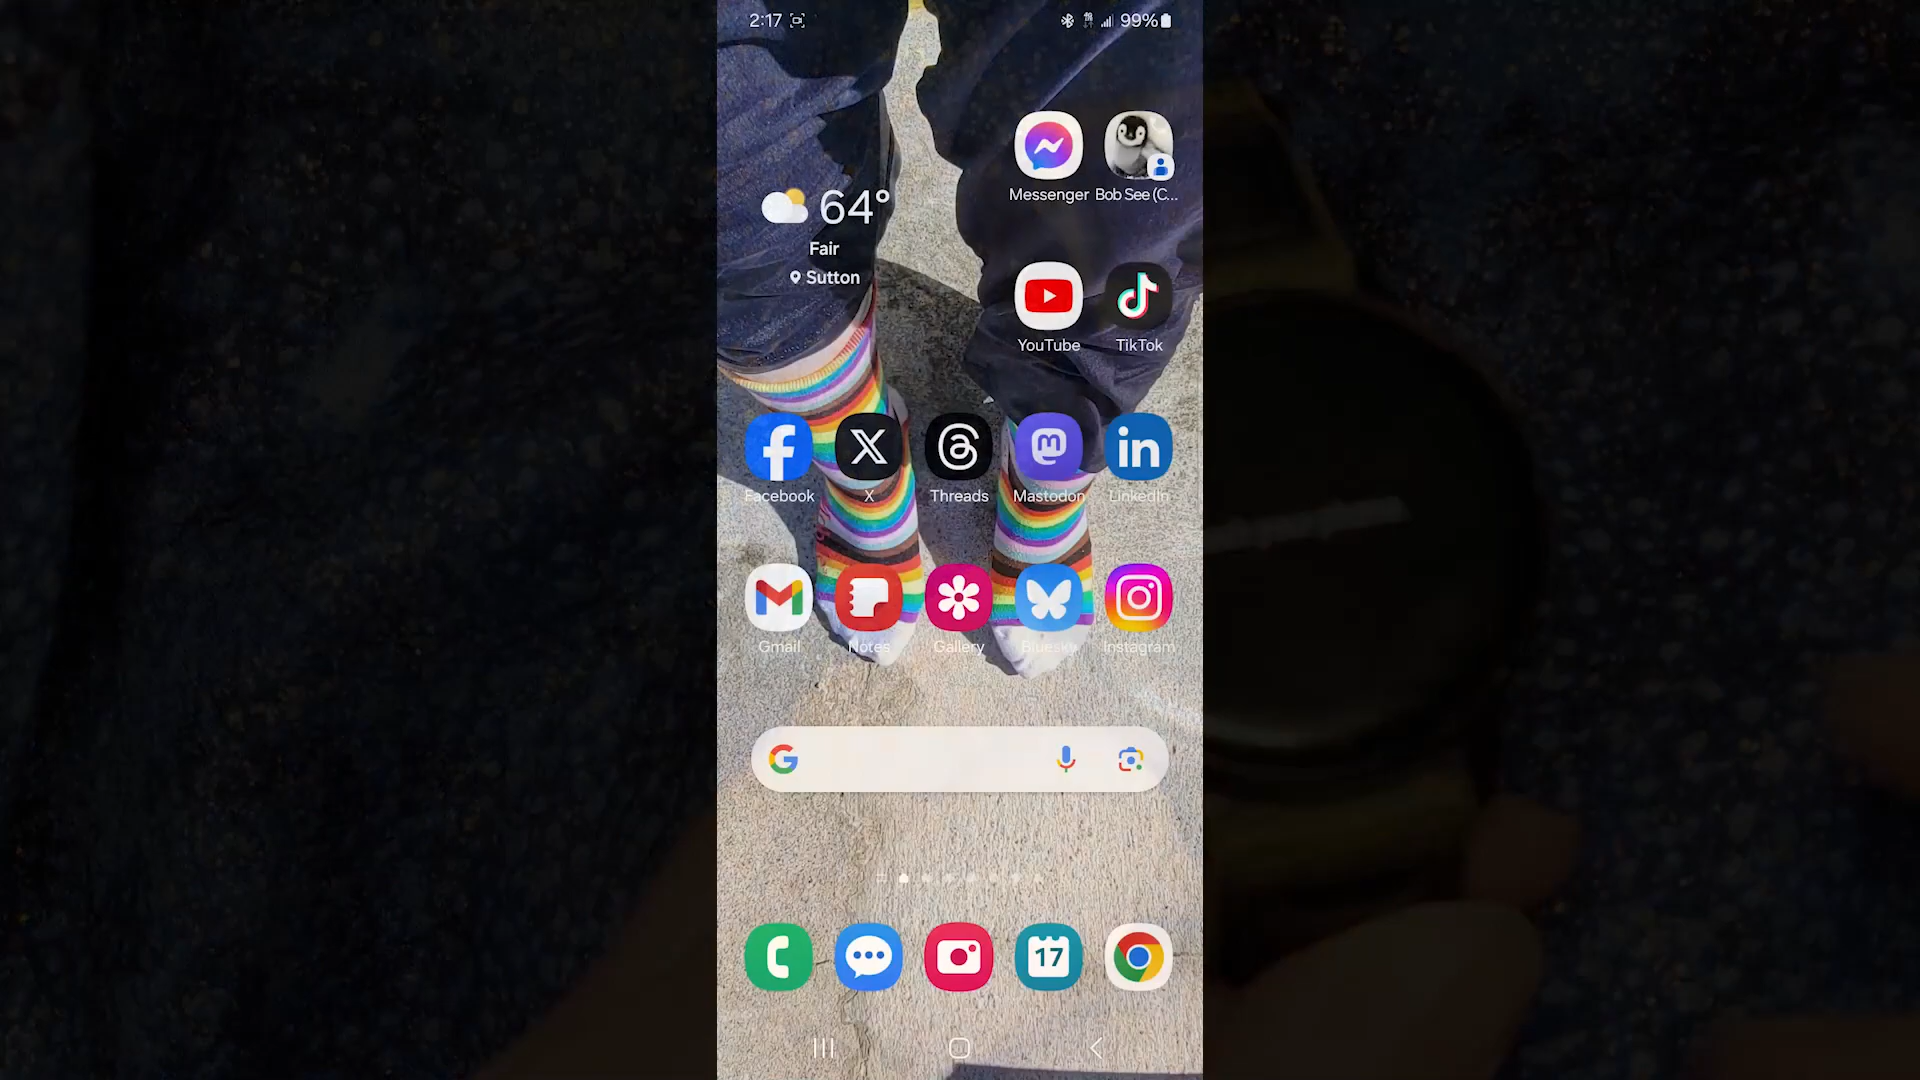 2:17
99%
Messenger
Bob See (C...
64°
Fair
Sutton
YouTube
TikTok
Facebook
X
Threads
Mastodon
LinkedIn
Gmail
Notes
Gallery
Bluesky
Instagram
17